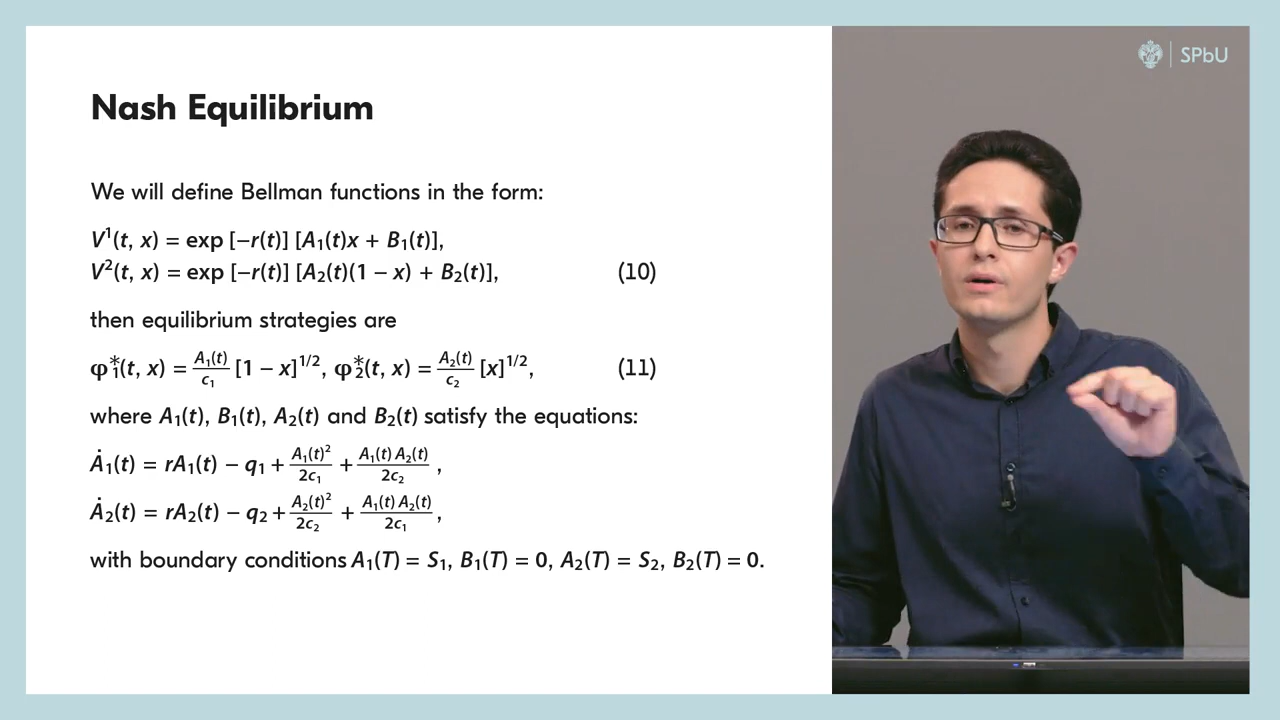 SPbU
Nash Equilibrium
We will define Bellman functions in the form:
V¹(t, x) = exp [−r(t)] [A₁(t)x + B₁(t)],
V²(t, x) = exp [−r(t)] [A₂(t)(1 − x) + B₂(t)], (10)
then equilibrium strategies are
φ*₁(t, x) = A₁(t)/c₁ [1 − x]^1/2, φ*₂(t, x) = A₂(t)/c₂ [x]^1/2, (11)
where A₁(t), B₁(t), A₂(t) and B₂(t) satisfy the equations:
Ȧ₁(t) = rA₁(t) − q₁ + A₁(t)²/2c₁ + A₁(t) A₂(t)/2c₂ ,
Ȧ₂(t) = rA₂(t) − q₂ + A₂(t)²/2c₂ + A₁(t) A₂(t)/2c₁ ,
with boundary conditions A₁(T) = S₁, B₁(T) = 0, A₂(T) = S₂, B₂(T) = 0.